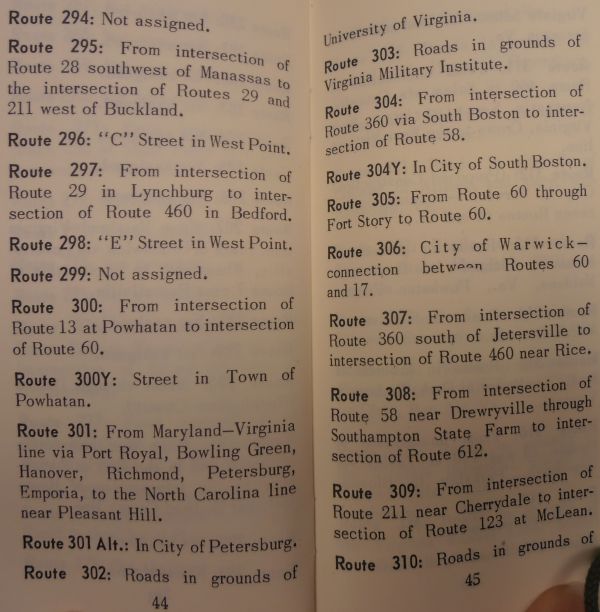 Route 294: Not assigned.
Route 295: From intersection of
Route 28 southwest of Manassas to
the intersection of Routes 29 and
211 west of Buckland.
Route 296: "C" Street in West Point.
Route 297: From intersection of
Route 29 in Lynchburg to inter-
section of Route 460 in Bedford.
Route 298: "E" Street in West Point.
Route 299: Not assigned.
Route 300: From intersection of
Route 13 at Powhatan to intersection
of Route 60.
Route 300Y: Street in Town of
Powhatan.
Route 301: From Maryland—Virginia
line via Port Royal, Bowling Green,
Hanover, Richmond, Petersburg,
Emporia, to the North Carolina line
near Pleasant Hill.
Route 301 Alt.: In City of Petersburg.
Route 302: Roads in grounds of
44
University of Virginia.
Route 303: Roads in grounds of
Virginia Military Institute.
Route 304: From intersection of
Route 360 via South Boston to inter-
section of Route 58.
Route 304Y: In City of South Boston.
Route 305: From Route 60 through
Fort Story to Route 60.
Route 306: City of Warwick—
connection between Routes 60
and 17.
Route 307: From intersection of
Route 360 south of Jetersville to
intersection of Route 460 near Rice.
Route 308: From intersection of
Route 58 near Drewryville through
Southampton State Farm to inter-
section of Route 612.
Route 309: From intersection of
Route 211 near Cherrydale to inter-
section of Route 123 at McLean.
Route 310: Roads in grounds of
45